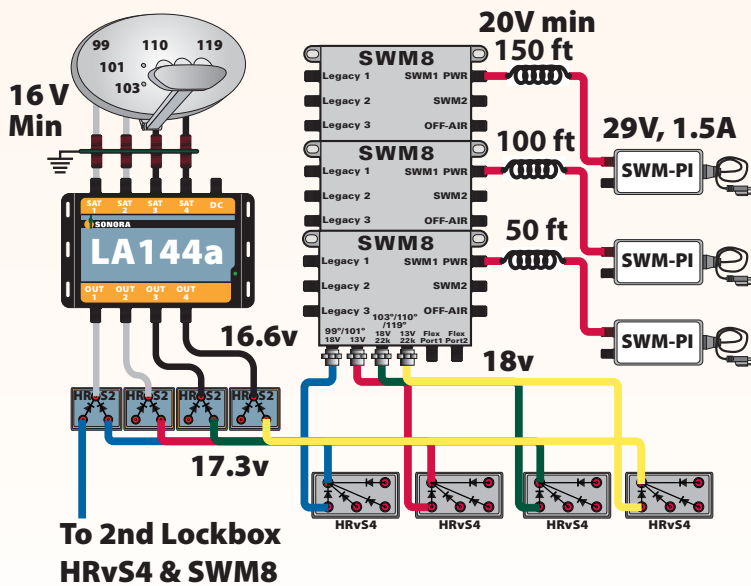 99
110
119
101
103
16 V
Min
SAT
1
SAT
2
SAT
3
SAT
4
DC
SONORA
LA144a
OUT
1
OUT
2
OUT
3
OUT
4
16.6v
HRvS2
HRvS2
HRvS2
HRvS2
17.3v
To 2nd Lockbox
HRvS4 & SWM8
20V min
150 ft
SWM8
Legacy 1
SWM1 PWR
Legacy 2
SWM2
Legacy 3
OFF-AIR
100 ft
SWM8
Legacy 1
SWM1 PWR
Legacy 2
SWM2
Legacy 3
OFF-AIR
50 ft
SWM8
Legacy 1
SWM1 PWR
Legacy 2
SWM2
Legacy 3
OFF-AIR
99°/101°
18V
13V
103°/110°
/119°
18V
22k
13V
22k
Flex
Port1
Flex
Port2
29V, 1.5A
SWM-PI
SWM-PI
SWM-PI
18v
HRvS4
HRvS4
HRvS4
HRvS4